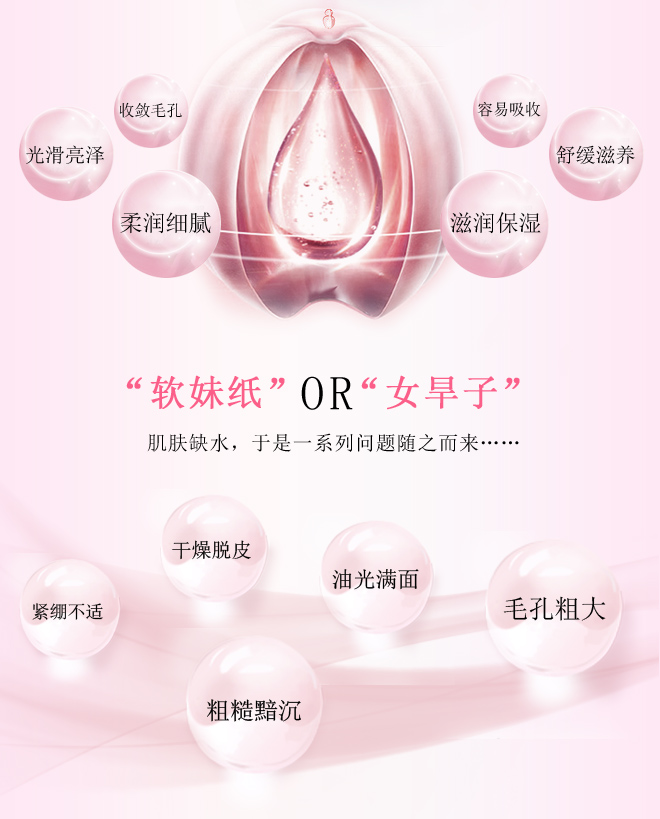 收敛毛孔
容易吸收
光滑亮泽
舒缓滋养
柔润细腻
滋润保湿
“软妹纸”OR“女旱子”
肌肤缺水，于是一系列问题随之而来……
干燥脱皮
油光满面
紧绷不适
毛孔粗大
粗糙黯沉